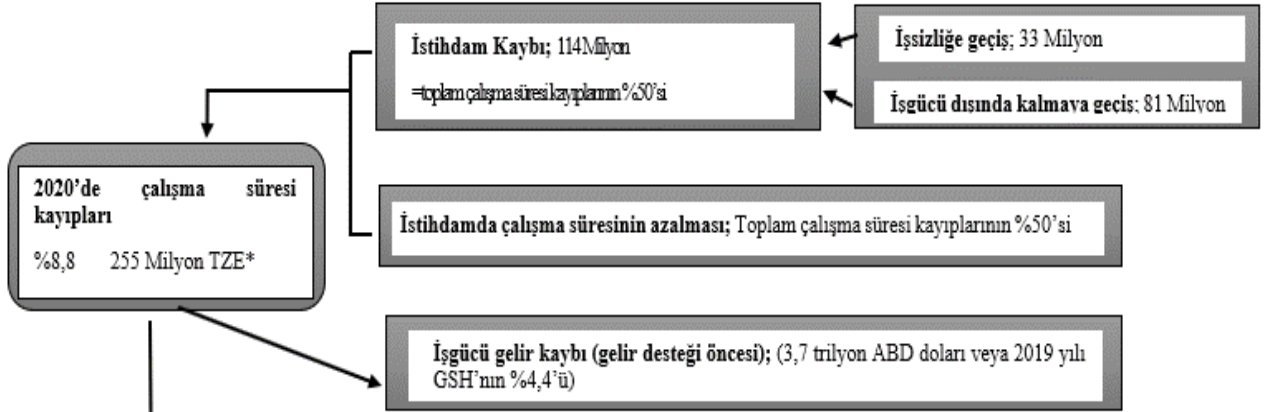 İstihdam Kaybı; 114 Milyon
=toplam çalışma süresi kayıplarının %50’si
İşsizliğe geçiş; 33 Milyon
İşgücü dışında kalmaya geçiş; 81 Milyon
2020’de çalışma süresi
kayıpları
%8,8 255 Milyon TZE*
İstihdamda çalışma süresinin azalması; Toplam çalışma süresi kayıplarının %50’si
İşgücü gelir kaybı (gelir desteği öncesi); (3,7 trilyon ABD doları veya 2019 yılı
GSH’nın %4,4’ü)